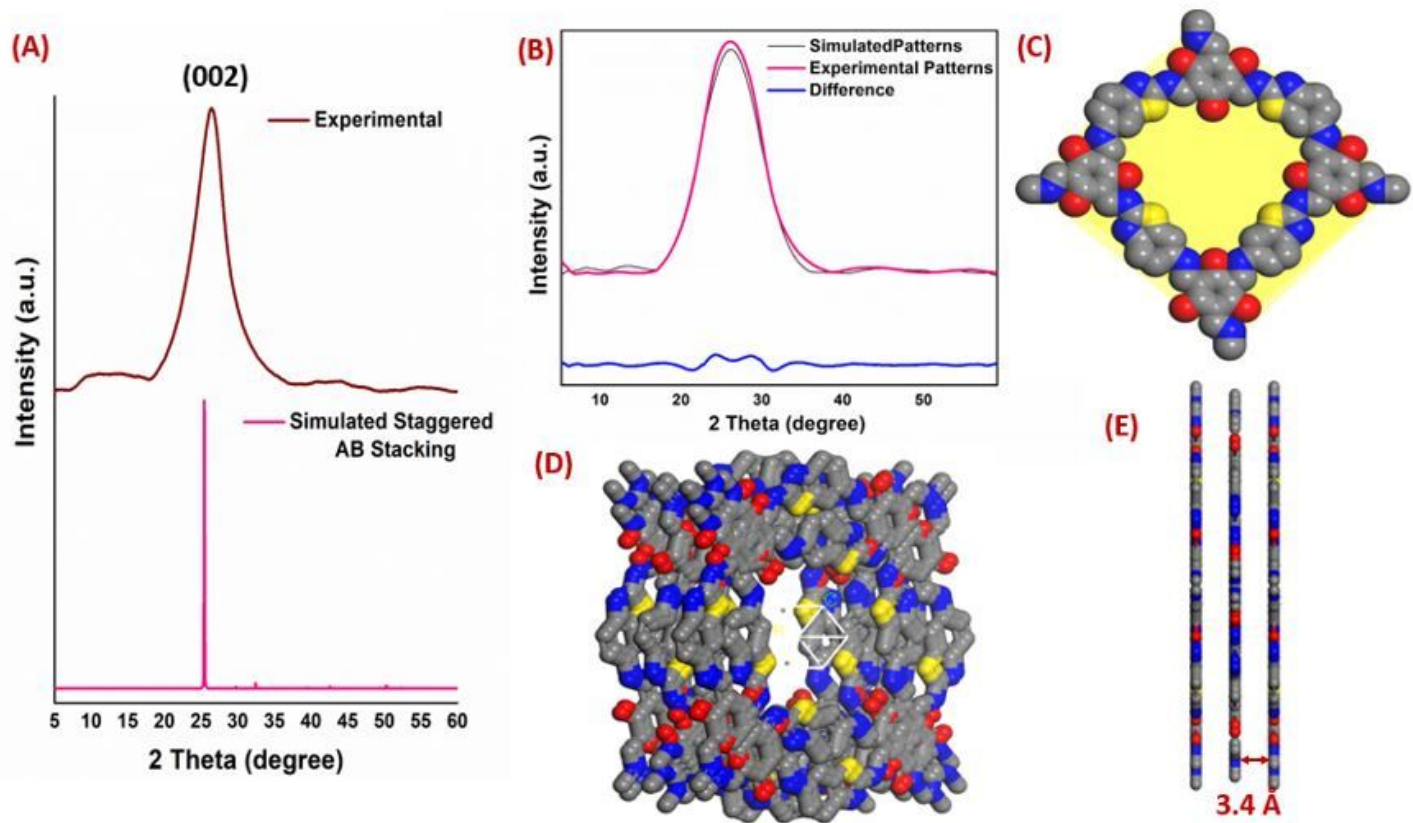 (A)
(002)
Experimental
Simulated Staggered
AB Stacking
Intensity (a.u.)
5 10 15 20 25 30 35 40 45 50 55 60
2 Theta (degree)
(B)
SimulatedPatterns
Experimental Patterns
Difference
Intensity (a.u.)
10 20 30 40 50
2 Theta (degree)
(C)
(D)
(E)
3.4 Å